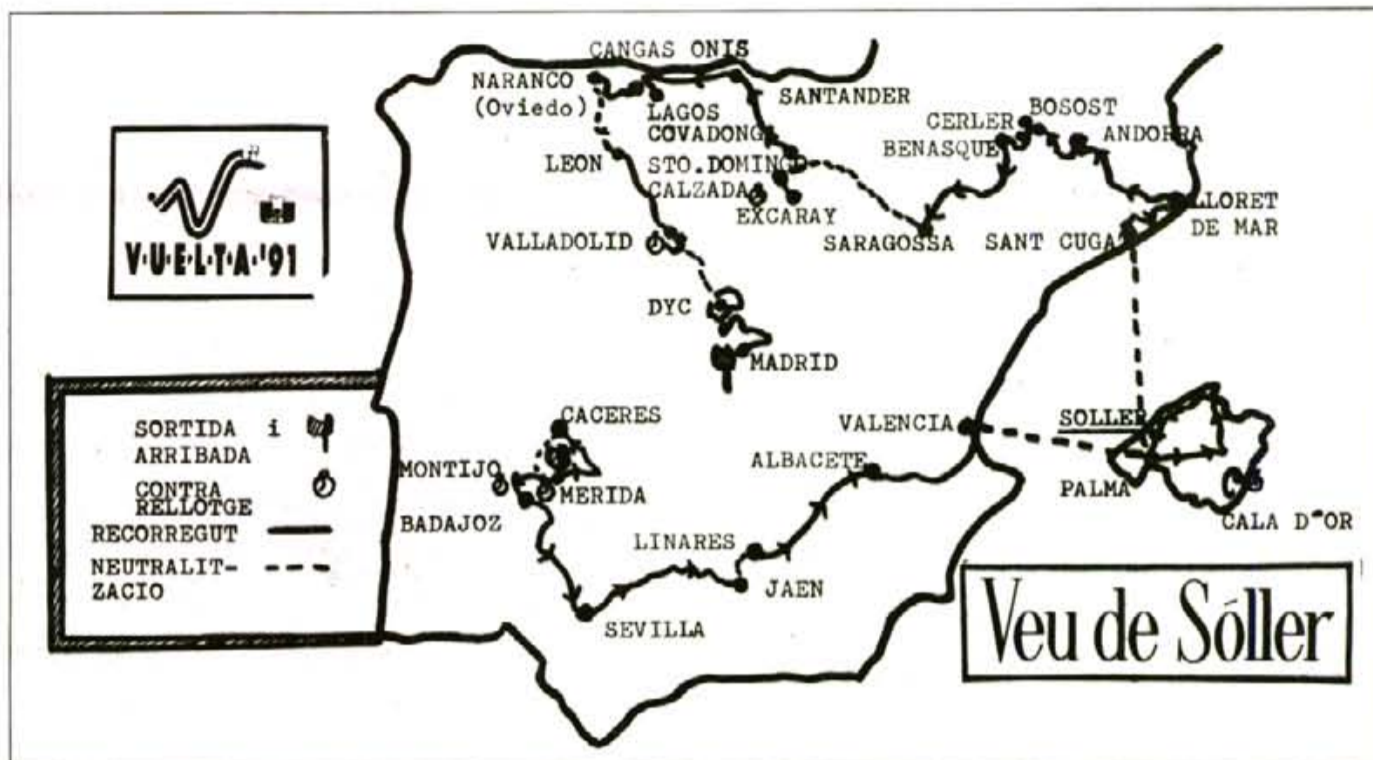 CANGAS ONIS
NARANCO
(Oviedo)
SANTANDER
LAGOS
COVADONGA
LEON
STO.DOMINGO
CALZADA
EXCARAY
VALLADOLID
DYC
MADRID
CERLER
BOSOST
BENASQUE
ANDORRA
SARAGOSSA
SANT CUGA
LLORET
DE MAR
V·U·E·L·T·A·'91
SORTIDA i
ARRIBADA
CONTRA
RELLOTGE
RECORREGUT
NEUTRALIT-
ZACIO
CACERES
MONTIJO
MERIDA
BADAJOZ
SEVILLA
LINARES
JAEN
ALBACETE
VALENCIA
SOLLER
PALMA
CALA D'OR
Veu de Sóller